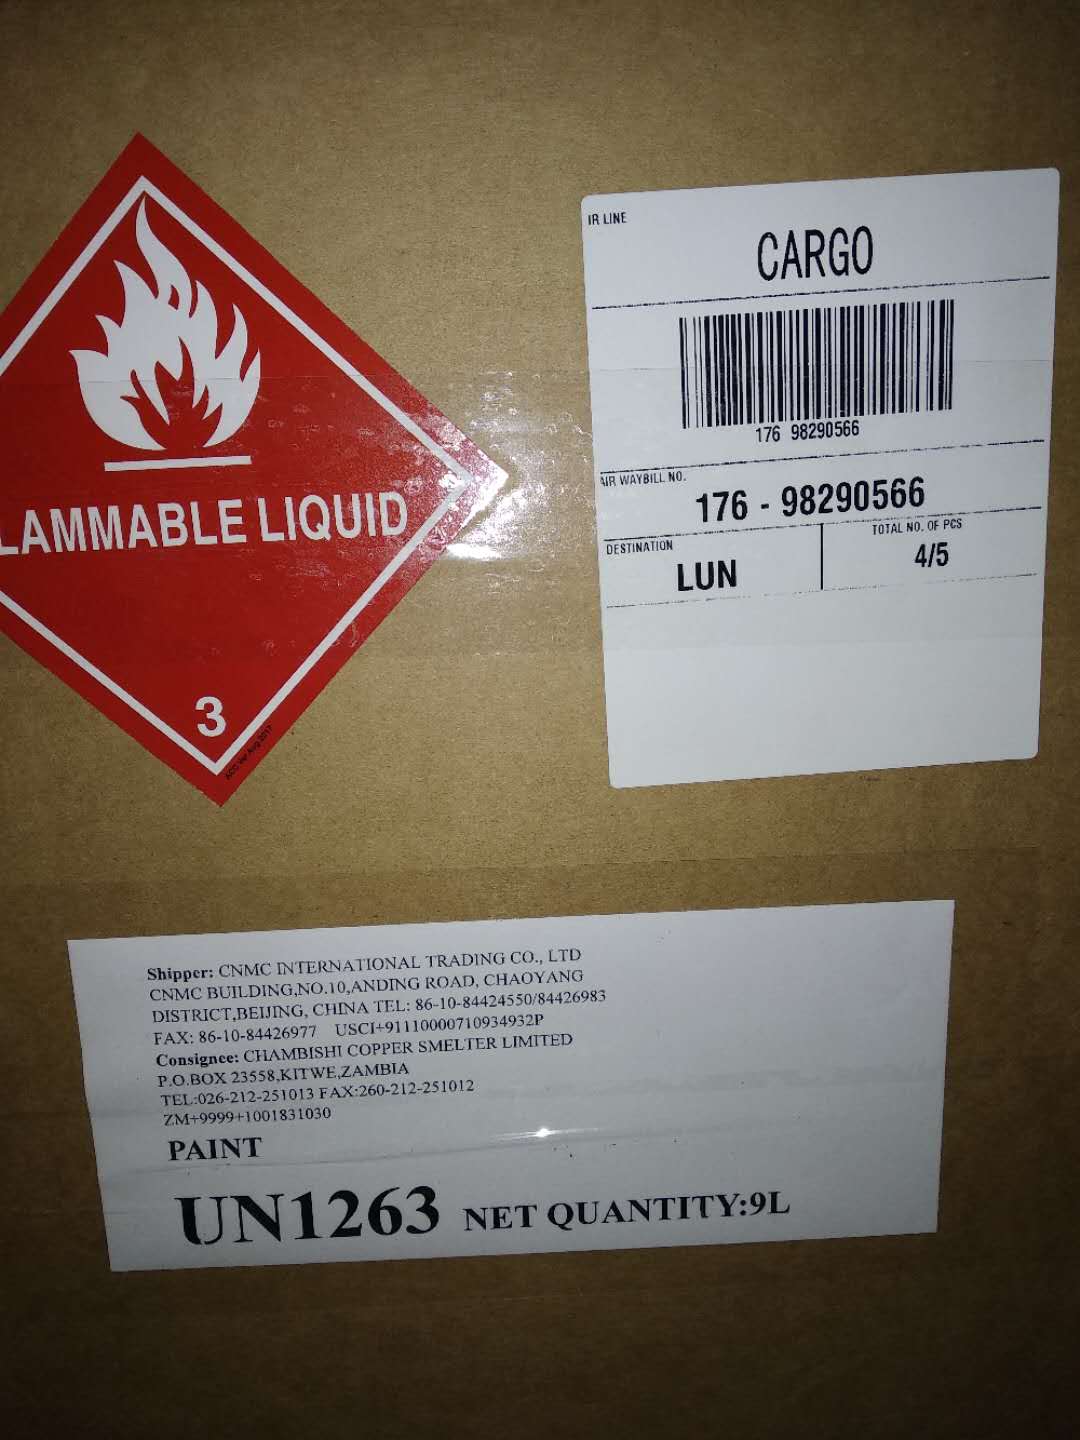 LAMMABLE LIQUID
3
IR LINE
CARGO
176 98290566
AIR WAYBILL NO.
176 - 98290566
DESTINATION
LUN
TOTAL NO. OF PCS
4/5
Shipper: CNMC INTERNATIONAL TRADING CO., LTD
CNMC BUILDING,NO.10,ANDING ROAD, CHAOYANG
DISTRICT,BEIJING, CHINA TEL: 86-10-84424550/84426983
FAX: 86-10-84426977 USCI+91110000710934932P
Consignee: CHAMBISHI COPPER SMELTER LIMITED
P.O.BOX 23558,KITWE,ZAMBIA
TEL:026-212-251013 FAX:260-212-251012
ZM+9999+1001831030
PAINT
UN1263 NET QUANTITY:9L